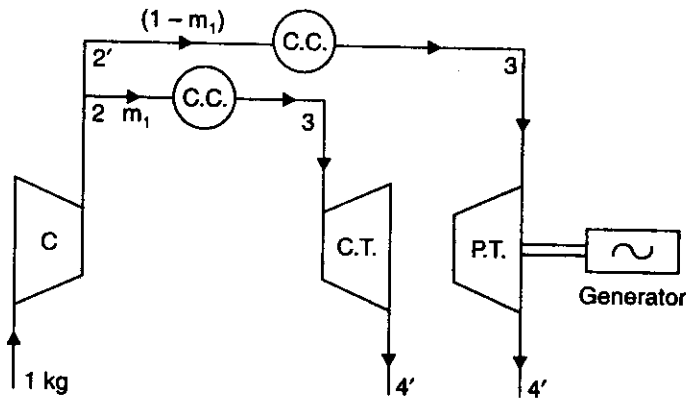 (1 – m₁)
C.C.
2′
3
C.C.
2
m₁
3
C
C.T.
P.T.
Generator
1 kg
4′
4′